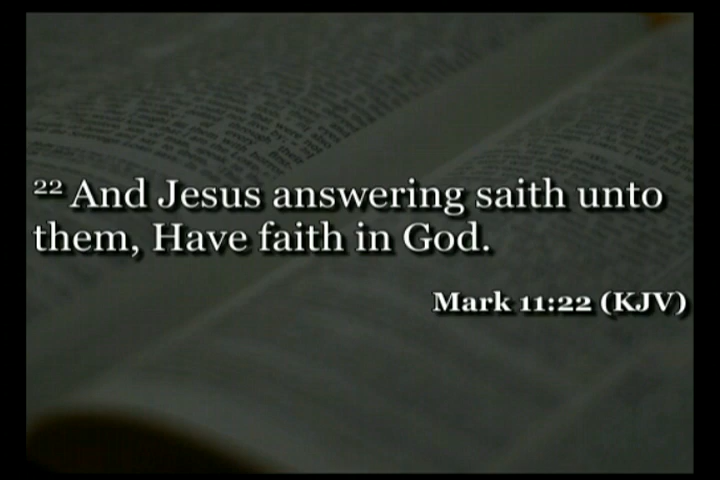 22 And Jesus answering saith unto
them, Have faith in God.
Mark 11:22 (KJV)